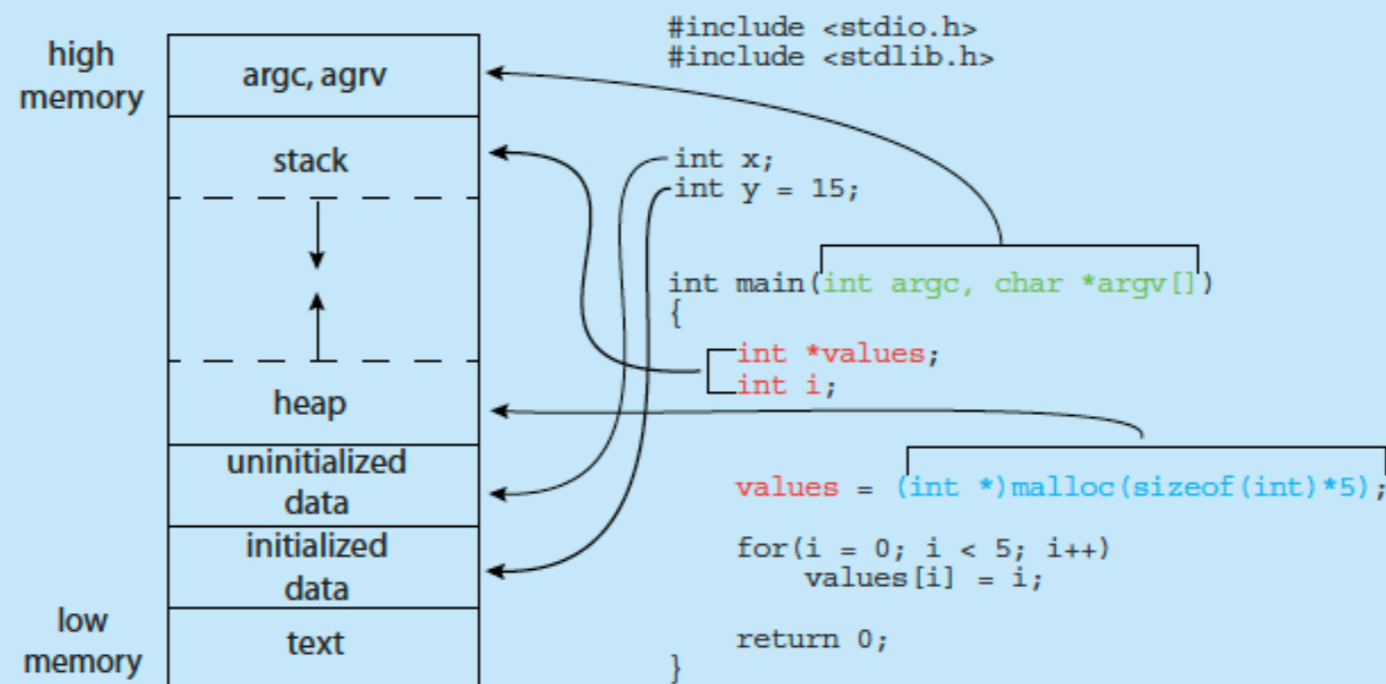 high
memory
argc, agrv
stack
heap
uninitialized
data
initialized
data
low
memory
text
#include <stdio.h>
#include <stdlib.h>
int x;
int y = 15;
int main(int argc, char *argv[])
{
int *values;
int i;
values = (int *)malloc(sizeof(int)*5);
for(i = 0; i < 5; i++)
values[i] = i;
return 0;
}